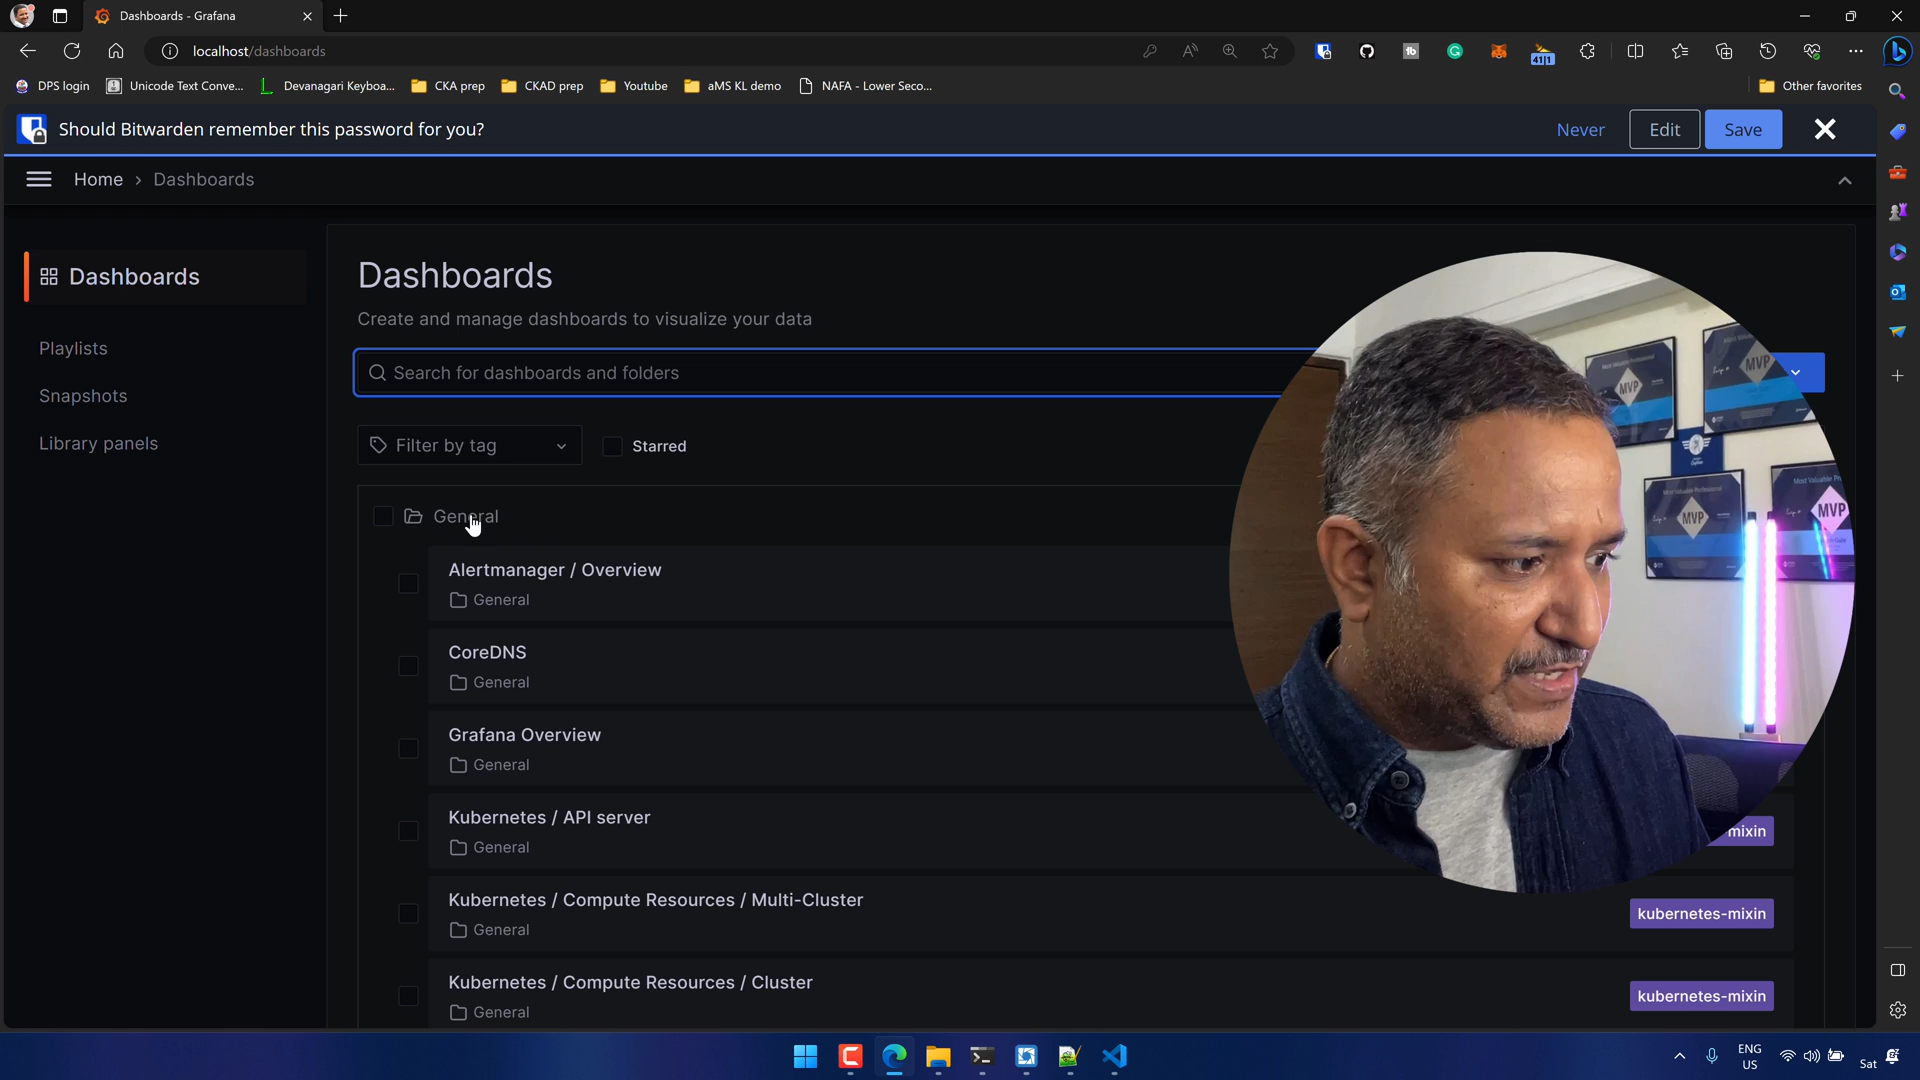 Dashboards - Grafana
localhost/dashboards
41/1
DPS login
Unicode Text Conve...
Devanagari Keyboa...
CKA prep
CKAD prep
Youtube
aMS KL demo
NAFA - Lower Seco...
Other favorites
Should Bitwarden remember this password for you?
Never
Edit
Save
Home › Dashboards
Dashboards
Playlists
Snapshots
Library panels
Dashboards
Create and manage dashboards to visualize your data
Search for dashboards and folders
Filter by tag
Starred
General
Alertmanager / Overview
General
CoreDNS
General
Grafana Overview
General
Kubernetes / API server
General
mixin
Kubernetes / Compute Resources / Multi-Cluster
General
kubernetes-mixin
Kubernetes / Compute Resources / Cluster
General
kubernetes-mixin
MVP
MVP
MVP
MVP
ENG
US
Sat